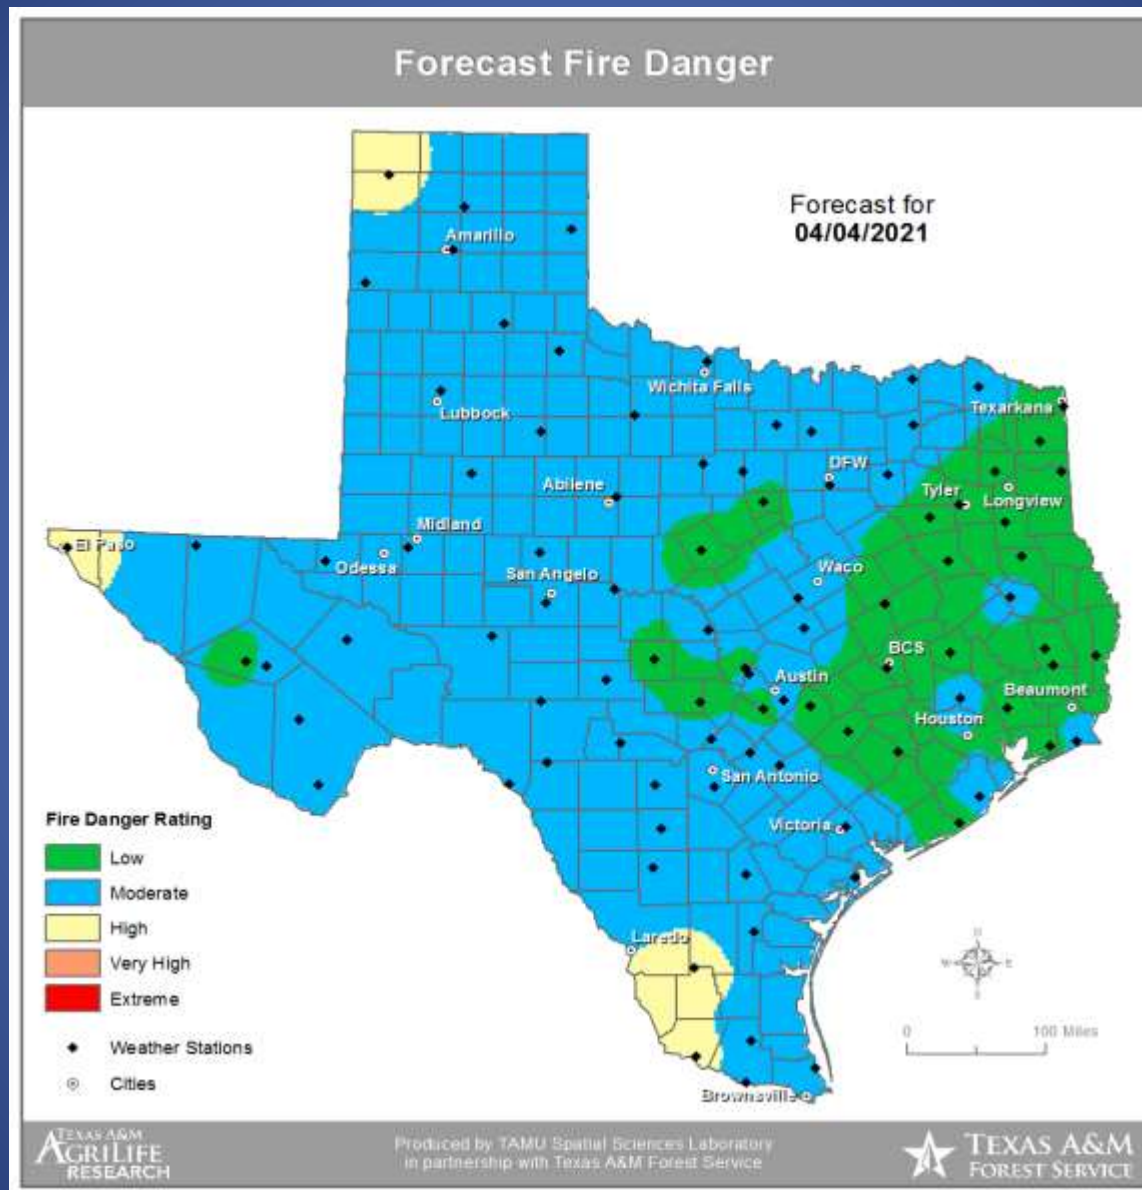 Forecast Fire Danger
Forecast for
04/04/2021
Amarillo
Wichita Falls
Lubbock
Texarkana
DFW
Abilene
Tyler
Longview
Midland
El Paso
Odessa
San Angelo
Waco
BCS
Austin
Beaumont
Houston
San Antonio
Victoria
Laredo
Brownsville
Fire Danger Rating
Low
Moderate
High
Very High
Extreme
Weather Stations
Cities
N
W
E
S
0
100 Miles
TEXAS A&M
AGRILIFE
RESEARCH
Produced by TAMU Spatial Sciences Laboratory
in partnership with Texas A&M Forest Service
TEXAS A&M
FOREST SERVICE